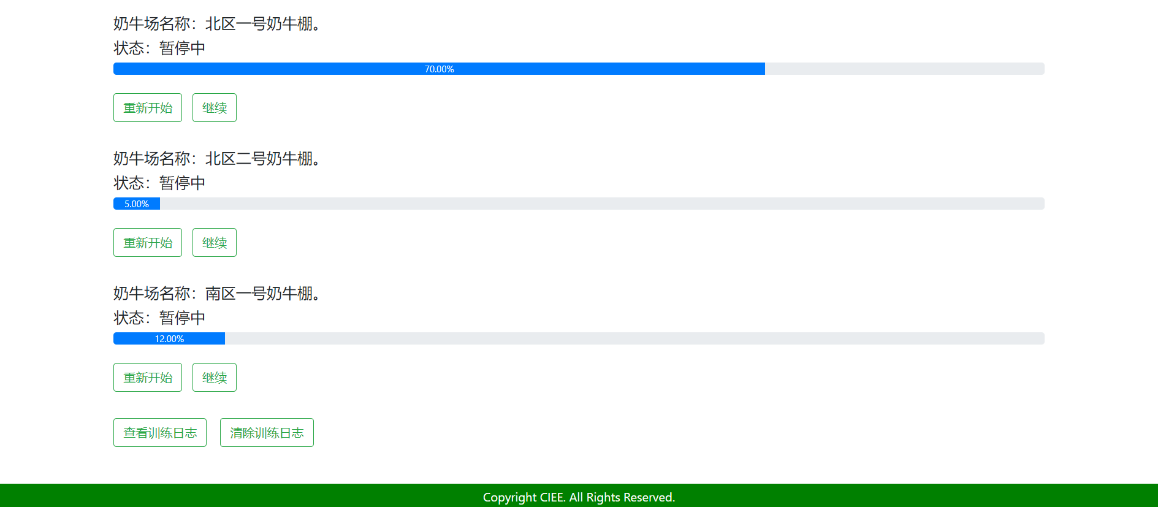 奶牛场名称：北区一号奶牛棚。
状态：暂停中
70.00%
重新开始 继续
奶牛场名称：北区二号奶牛棚。
状态：暂停中
5.00%
重新开始 继续
奶牛场名称：南区一号奶牛棚。
状态：暂停中
12.00%
重新开始 继续
查看训练日志 清除训练日志
Copyright CIEE. All Rights Reserved.